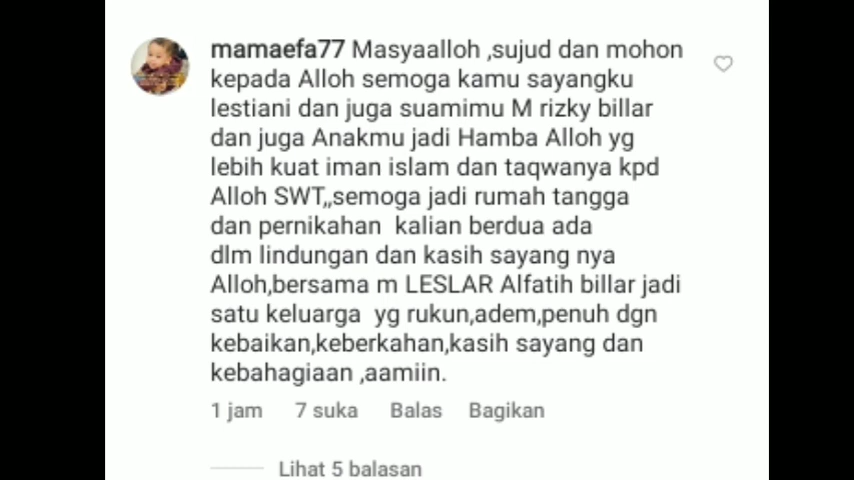 mamaefa77 Masyaalloh ,sujud dan mohon
kepada Alloh semoga kamu sayangku
lestiani dan juga suamimu M rizky billar
dan juga Anakmu jadi Hamba Alloh yg
lebih kuat iman islam dan taqwanya kpd
Alloh SWT,,semoga jadi rumah tangga
dan pernikahan  kalian berdua ada
dlm lindungan dan kasih sayang nya
Alloh,bersama m LESLAR Alfatih billar jadi
satu keluarga  yg rukun,adem,penuh dgn
kebaikan,keberkahan,kasih sayang dan
kebahagiaan ,aamiin.
1 jam 7 suka Balas Bagikan
Lihat 5 balasan